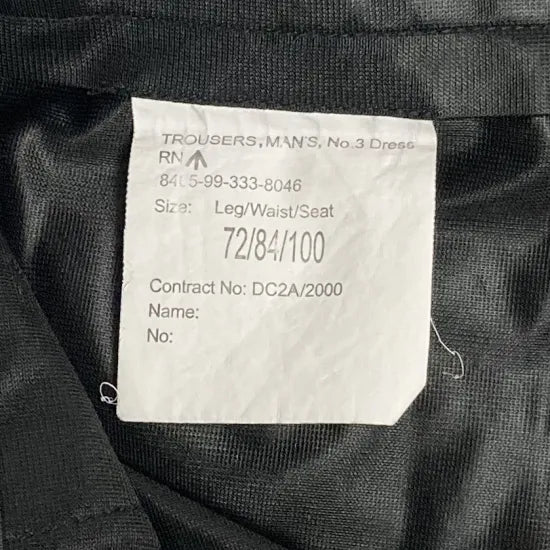 TROUSERS, MAN'S, No.3 Dress
RN
8405-99-333-8046
Size: Leg/Waist/Seat
72/84/100
Contract No: DC2A/2000
Name:
No: